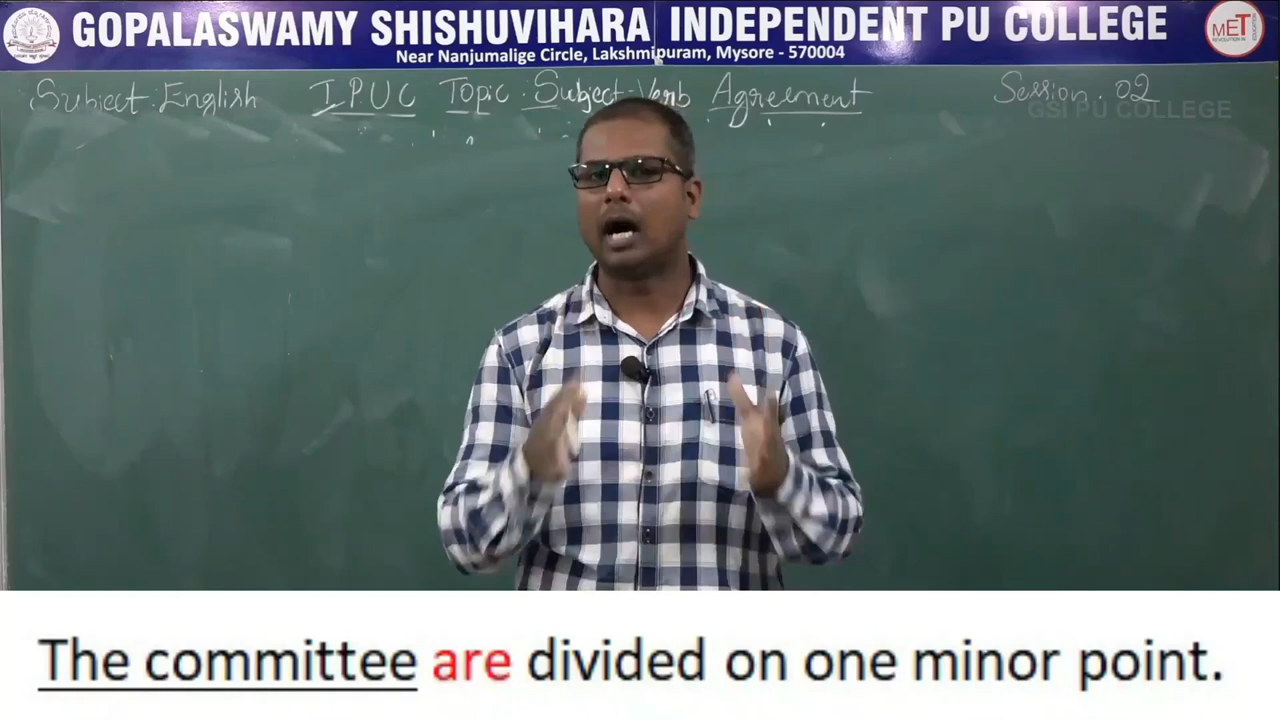 GOPALASWAMY SHISHUVIHARA INDEPENDENT PU COLLEGE
Near Nanjumalige Circle, Lakshmipuram, Mysore - 570004
MET
Subject. English I P.U.C Topic. Subject-Verb Agreement Session. 02
GSI PU COLLEGE
The committee are divided on one minor point.